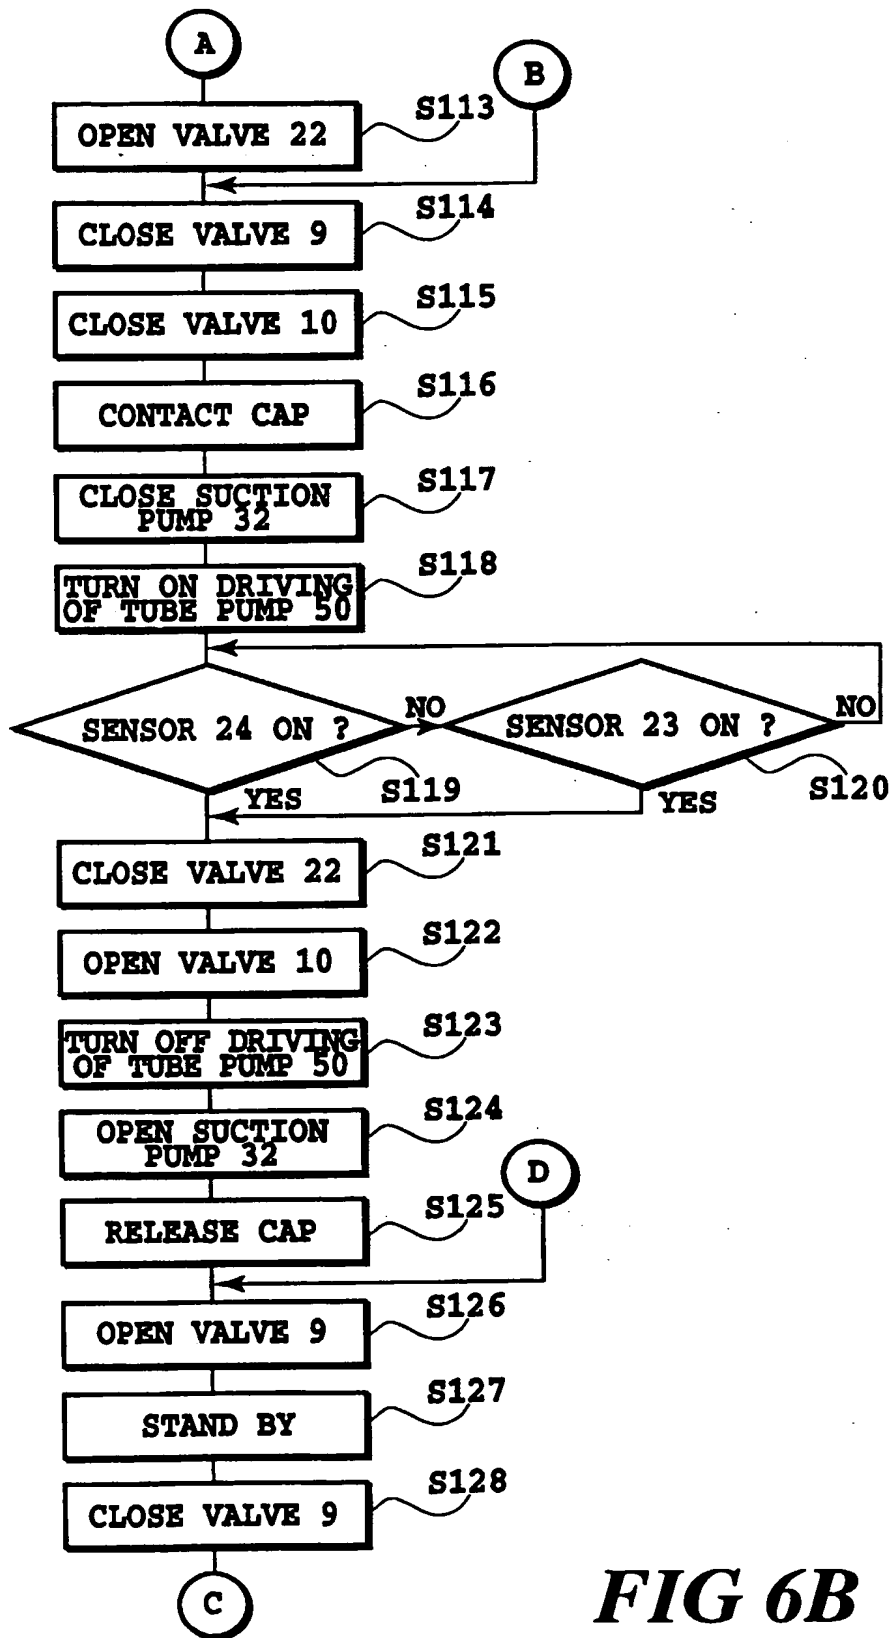 A
B
S113
OPEN VALVE 22
S114
CLOSE VALVE 9
S115
CLOSE VALVE 10
S116
CONTACT CAP
S117
CLOSE SUCTION
PUMP 32
S118
TURN ON DRIVING
OF TUBE PUMP 50
SENSOR 24 ON ?
NO
SENSOR 23 ON ?
NO
S119
S120
YES
YES
S121
CLOSE VALVE 22
S122
OPEN VALVE 10
S123
TURN OFF DRIVING
OF TUBE PUMP 50
S124
OPEN SUCTION
PUMP 32
D
S125
RELEASE CAP
S126
OPEN VALVE 9
S127
STAND BY
S128
CLOSE VALVE 9
C
FIG 6B